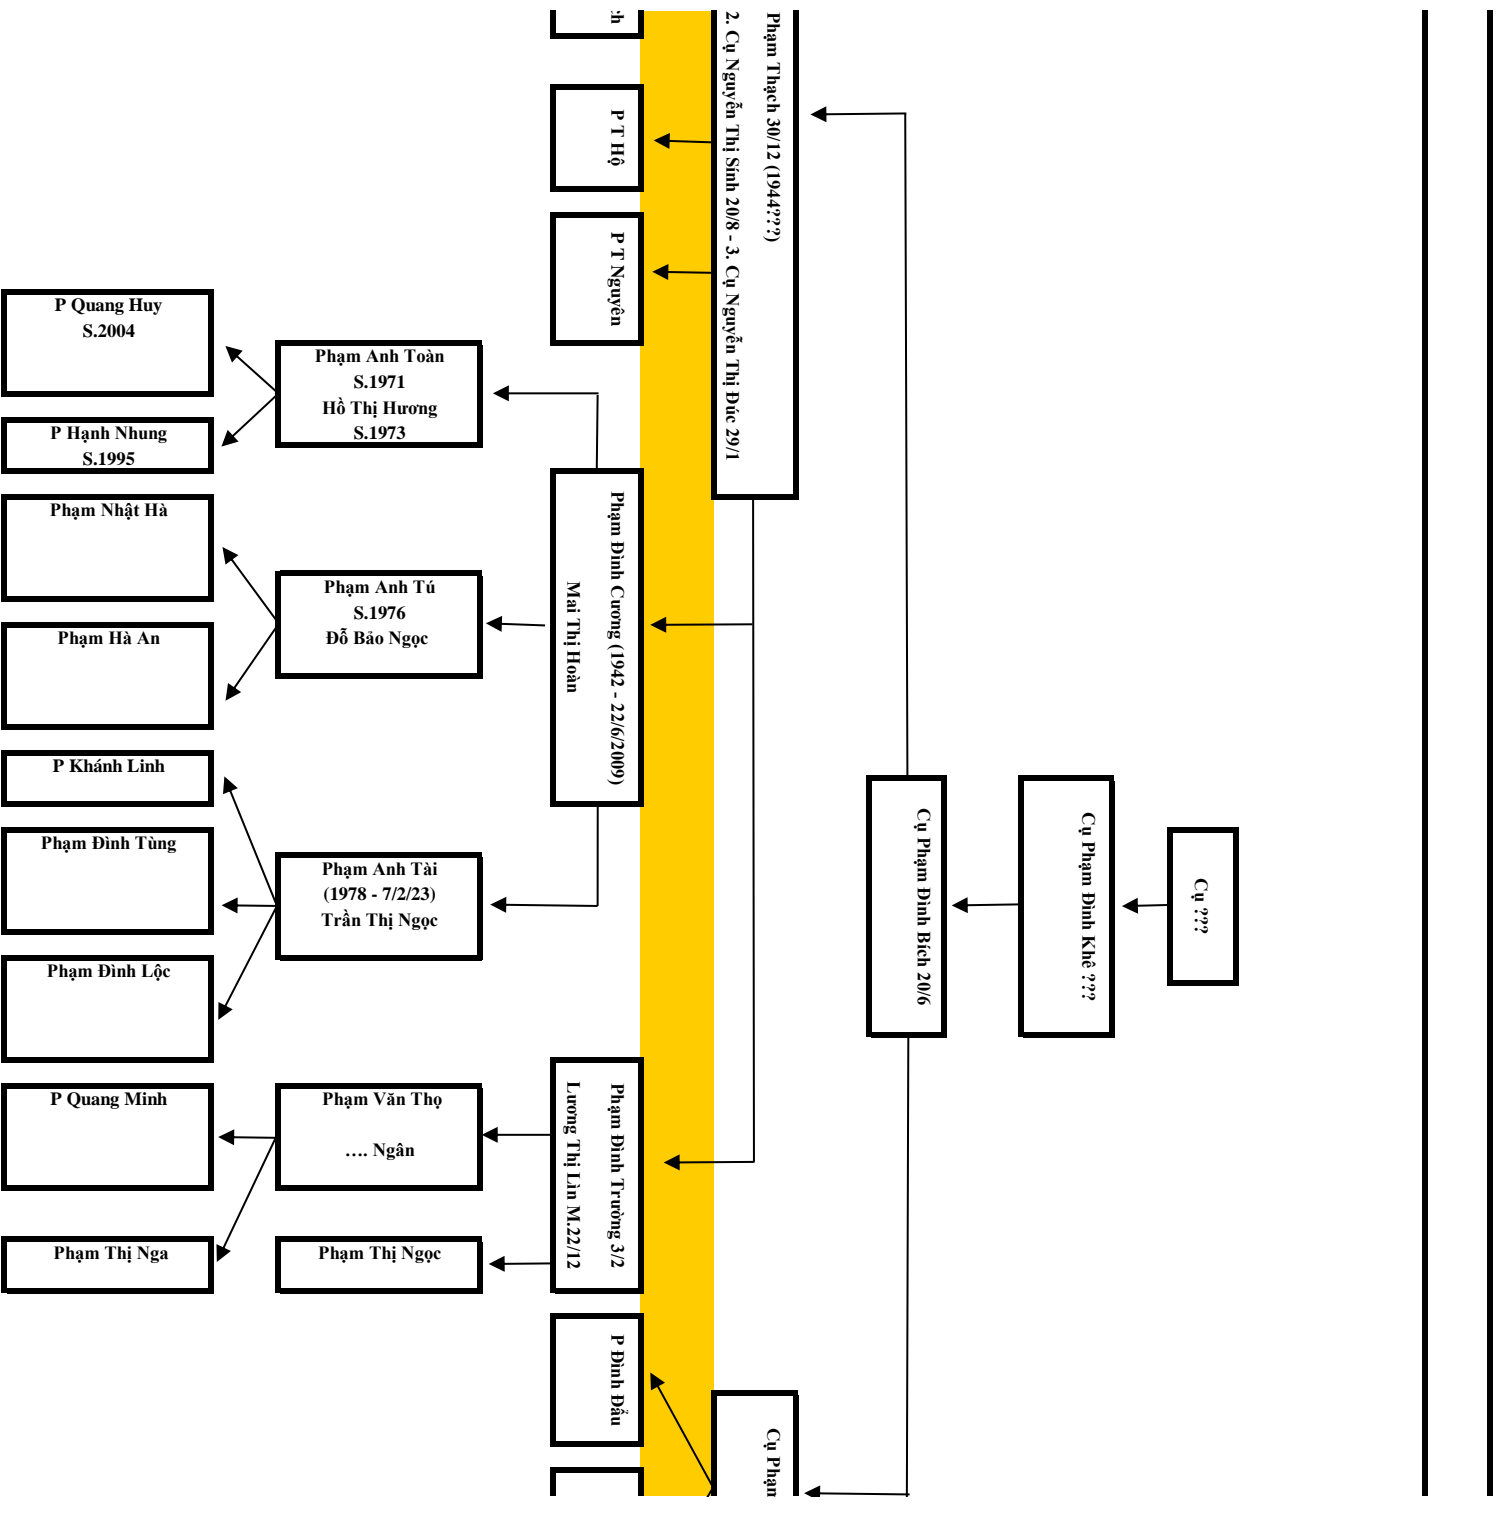 Cụ ???
Cụ Phạm Đình Khê ???
Cụ Phạm Đình Bích 20/6
Phạm Thạch 30/12 (1944???)
2. Cụ Nguyễn Thị Sính 20/8 - 3. Cụ Nguyễn Thị Đúc 29/1
Cụ Phạm
P T Hộ
P T Nguyên
Phạm Đình Cương (1942 - 22/6/2009)
Mai Thị Hoàn
Phạm Đình Trường 3/2
Lương Thị Lìn M.22/12
P Đình Đẩu
Phạm Anh Toàn
S.1971
Hồ Thị Hương
S.1973
Phạm Anh Tú
S.1976
Đỗ Bảo Ngọc
Phạm Anh Tài
(1978 - 7/2/23)
Trần Thị Ngọc
Phạm Văn Thọ
.... Ngân
Phạm Thị Ngọc
P Quang Huy
S.2004
P Hạnh Nhung
S.1995
Phạm Nhật Hà
Phạm Hà An
P Khánh Linh
Phạm Đình Tùng
Phạm Đình Lộc
P Quang Minh
Phạm Thị Nga